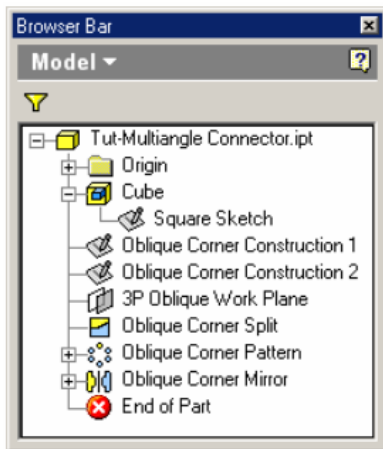 Browser Bar
Model
Tut-Multiangle Connector.ipt
Origin
Cube
Square Sketch
Oblique Corner Construction 1
Oblique Corner Construction 2
3P Oblique Work Plane
Oblique Corner Split
Oblique Corner Pattern
Oblique Corner Mirror
End of Part